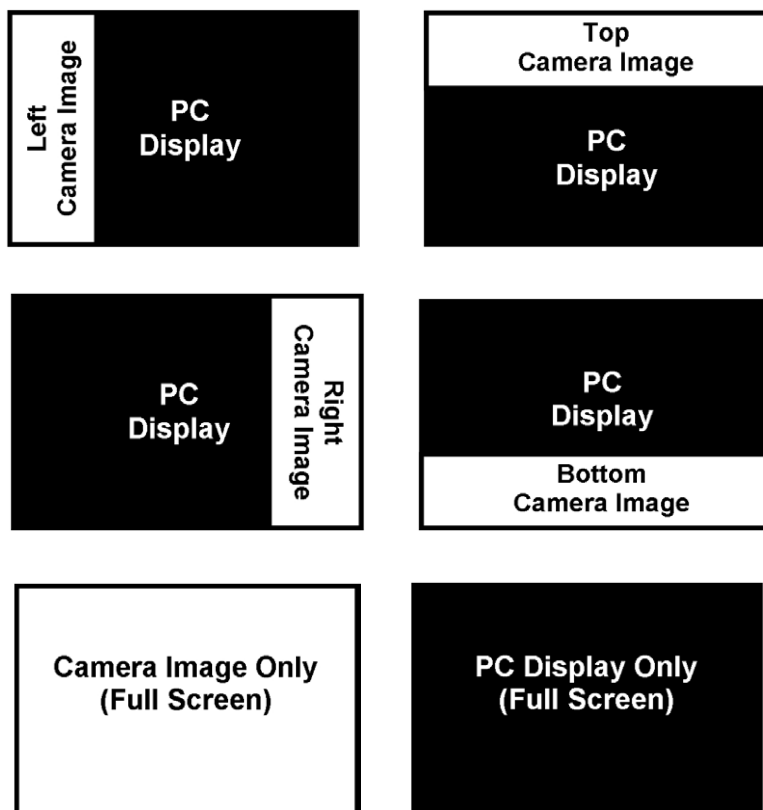 Left
Camera Image
PC
Display
Top
Camera Image
PC
Display
PC
Display
Right
Camera Image
PC
Display
Bottom
Camera Image
Camera Image Only
(Full Screen)
PC Display Only
(Full Screen)